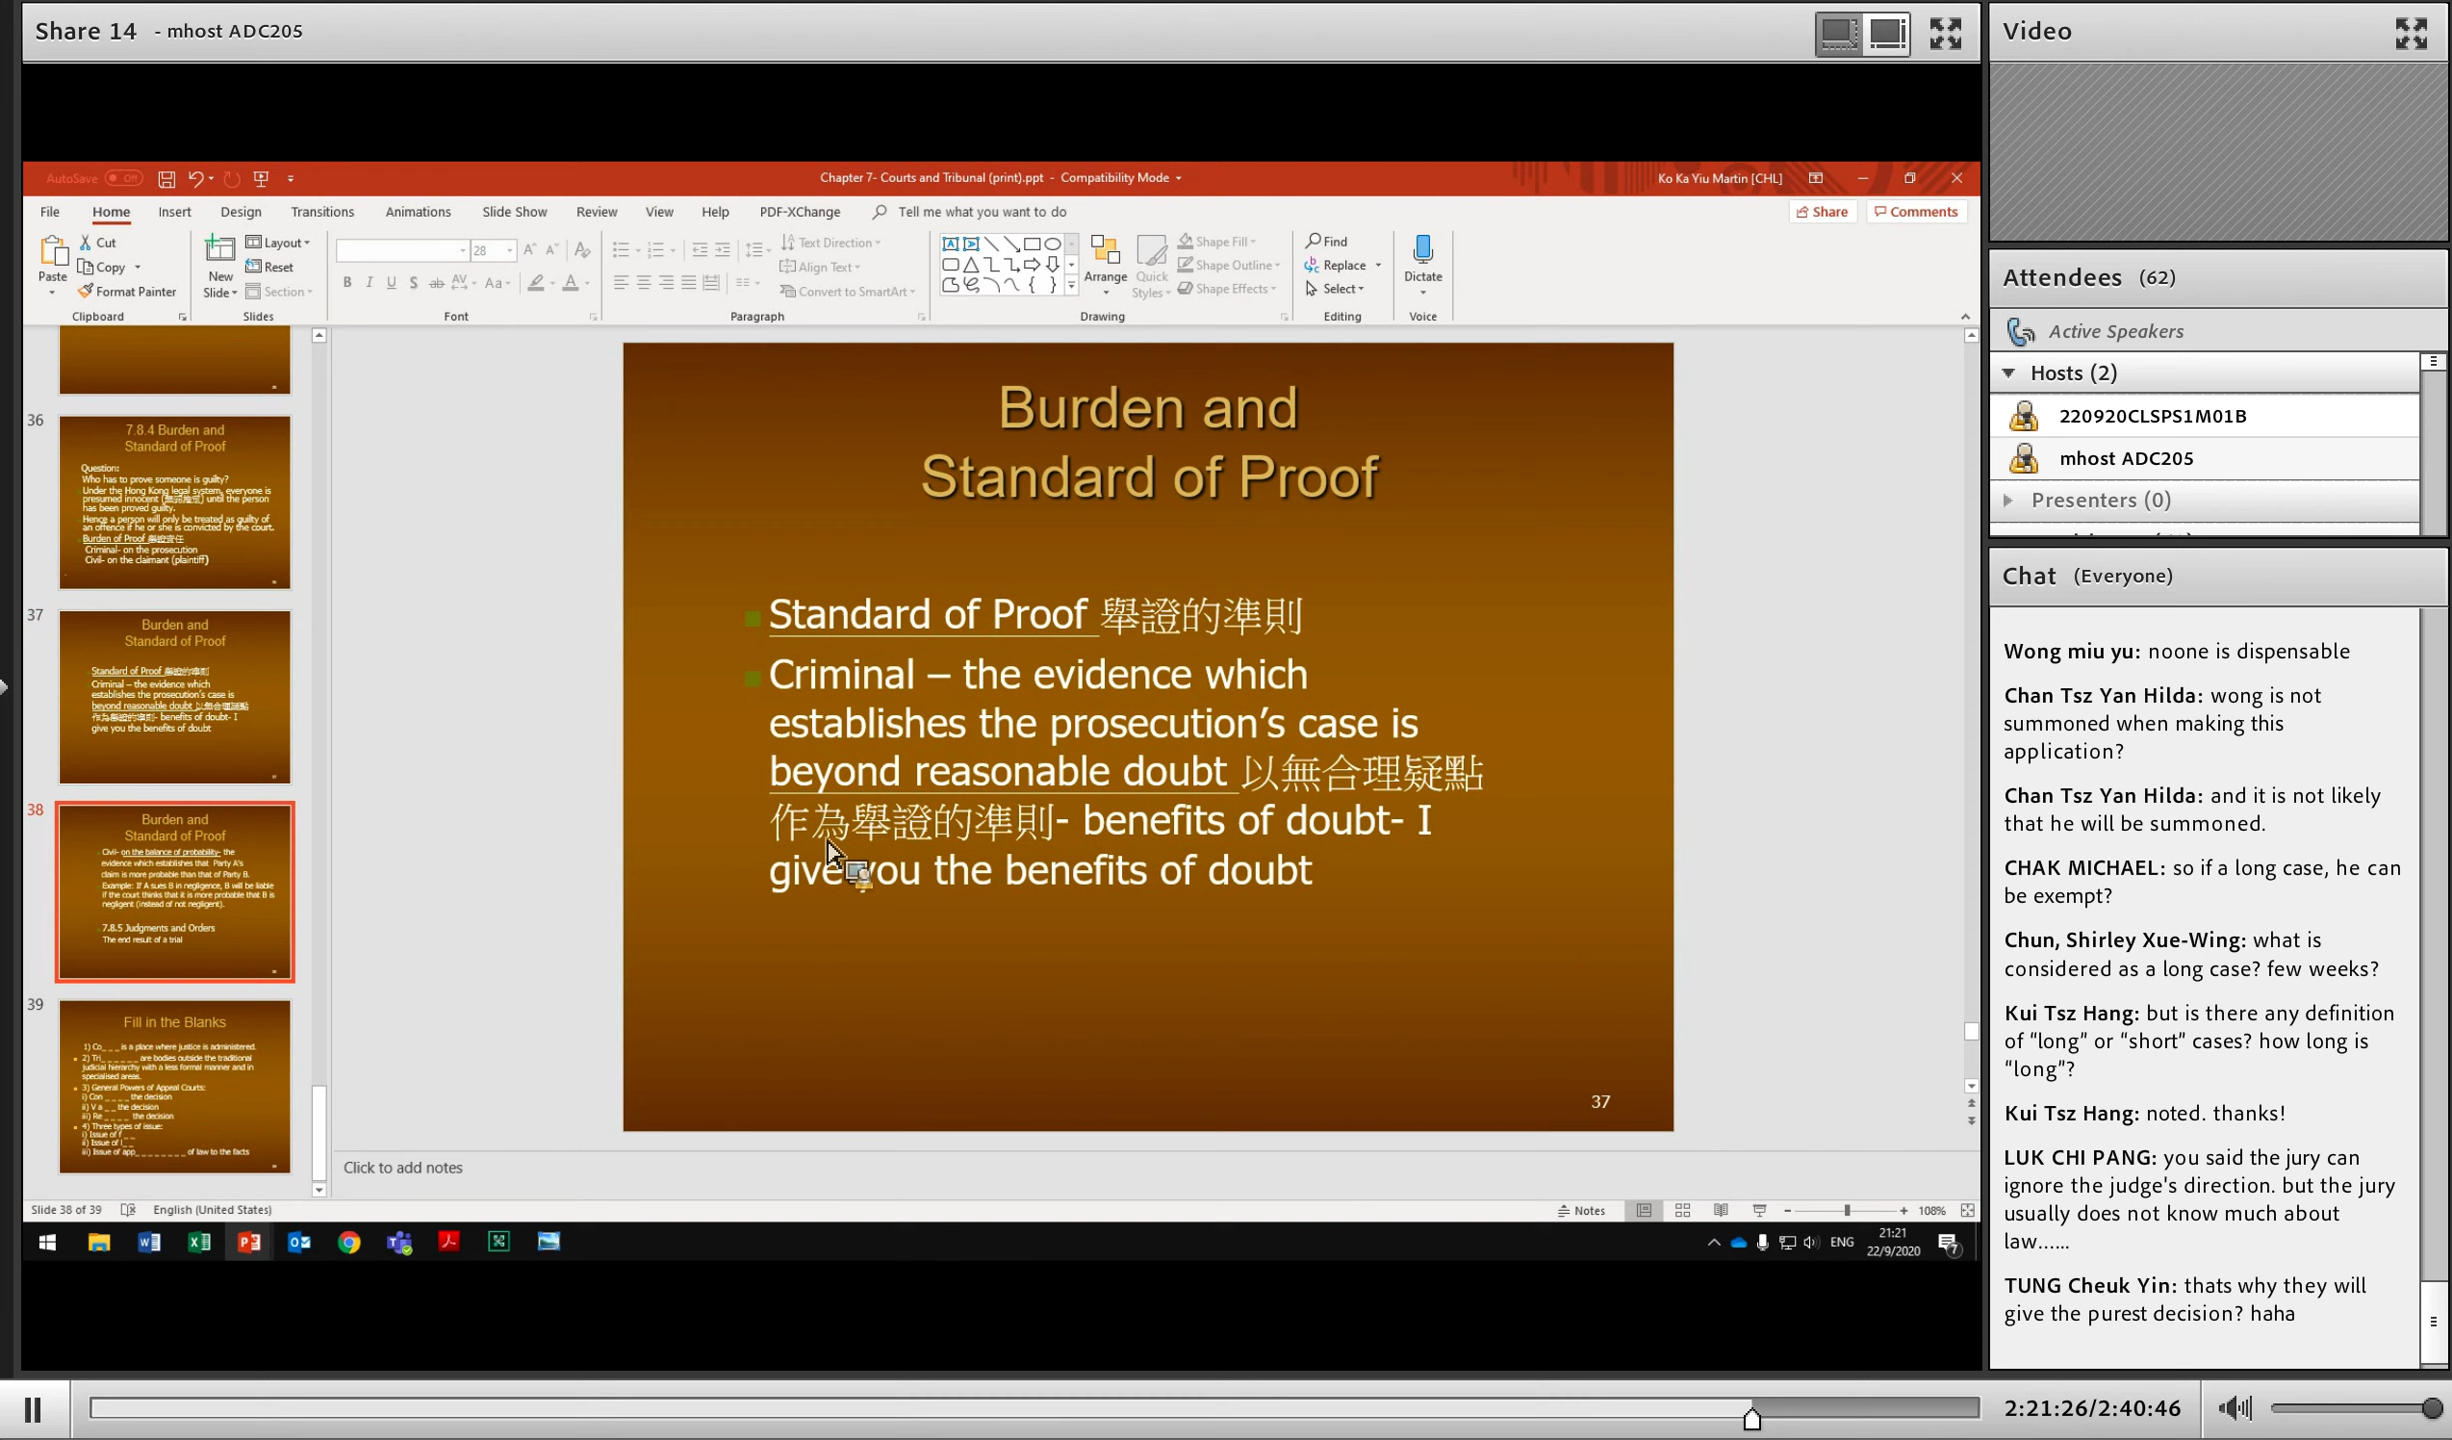 Share 14 - mhost ADC205
AutoSave Off
Chapter 7- Courts and Tribunal (print).ppt - Compatibility Mode
Ko Ka Yiu Martin [CHL]
File Home Insert Design Transitions Animations Slide Show Review View Help PDF-XChange Tell me what you want to do
Share Comments
Paste
Cut
Copy
Format Painter
Clipboard
New
Slide
Layout
Reset
Section
Slides
28
B I U S ab AV Aa A
Font
Text Direction
Align Text
Convert to SmartArt
Paragraph
Arrange
Quick
Styles
Shape Fill
Shape Outline
Shape Effects
Drawing
Find
Replace
Select
Editing
Dictate
Voice
36
7.8.4 Burden and
Standard of Proof
Question:
Who has to prove someone is guilty?
Under the Hong Kong legal system, everyone is
presumed innocent until the person
has been proved guilty.
Hence a person will only be treated as guilty of
an offence if he or she is convicted by the court.
Burden of Proof 舉證責任
Criminal- on the prosecution
Civil- on the claimant (plaintiff)
37
Burden and
Standard of Proof
Standard of Proof 舉證的準則
Criminal – the evidence which
establishes the prosecution's case is
beyond reasonable doubt 以無合理疑點
作為舉證的準則- benefits of doubt- I
give you the benefits of doubt
38
Burden and
Standard of Proof
Civil- on the balance of probability- the
evidence which establishes that Party A's
claim is more probable than that of Party B.
Example: If A sues B in negligence, B will be liable
if the court thinks that it is more probable that B is
negligent (instead of not negligent).
7.8.5 Judgments and Orders
The end result of a trial
39
Fill in the Blanks
1) Co_ _ _ is a place where justice is administered.
2) Tri_ _ _ _ _ _ are bodies outside the traditional
judicial hierarchy with a less formal manner and in
specialised areas.
3) General Powers of Appeal Courts:
i) Con _ _ _ _ the decision
ii) V a _ _ the decision
iii) Re _ _ _ _ the decision
4) Three types of issue:
i) Issue of f _ _
ii) Issue of l_ _
iii) Issue of app_ _ _ _ _ _ _ _ of law to the facts
Burden and
Standard of Proof
Standard of Proof 舉證的準則
Criminal – the evidence which
establishes the prosecution's case is
beyond reasonable doubt 以無合理疑點
作為舉證的準則- benefits of doubt- I
give you the benefits of doubt
37
Click to add notes
Slide 38 of 39 English (United States)
Notes 108%
ENG
21:21
22/9/2020
7
Video
Attendees (62)
Active Speakers
Hosts (2)
220920CLSPS1M01B
mhost ADC205
Presenters (0)
Chat (Everyone)
Wong miu yu: noone is dispensable
Chan Tsz Yan Hilda: wong is not
summoned when making this
application?
Chan Tsz Yan Hilda: and it is not likely
that he will be summoned.
CHAK MICHAEL: so if a long case, he can
be exempt?
Chun, Shirley Xue-Wing: what is
considered as a long case? few weeks?
Kui Tsz Hang: but is there any definition
of “long” or “short” cases? how long is
“long”?
Kui Tsz Hang: noted. thanks!
LUK CHI PANG: you said the jury can
ignore the judge's direction. but the jury
usually does not know much about
law......
TUNG Cheuk Yin: thats why they will
give the purest decision? haha
2:21:26/2:40:46